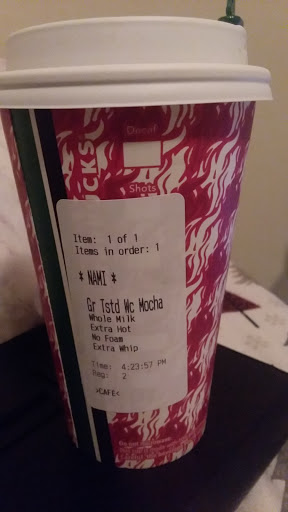 Decaf
Shots
UCKS
Item: 1 of 1
Items in order: 1
* NAMI *
Gr Tstd Wc Mocha
Whole Milk
Extra Hot
No Foam
Extra Whip
Time: 4:23:57 PM
Reg: 2
>CAFE<